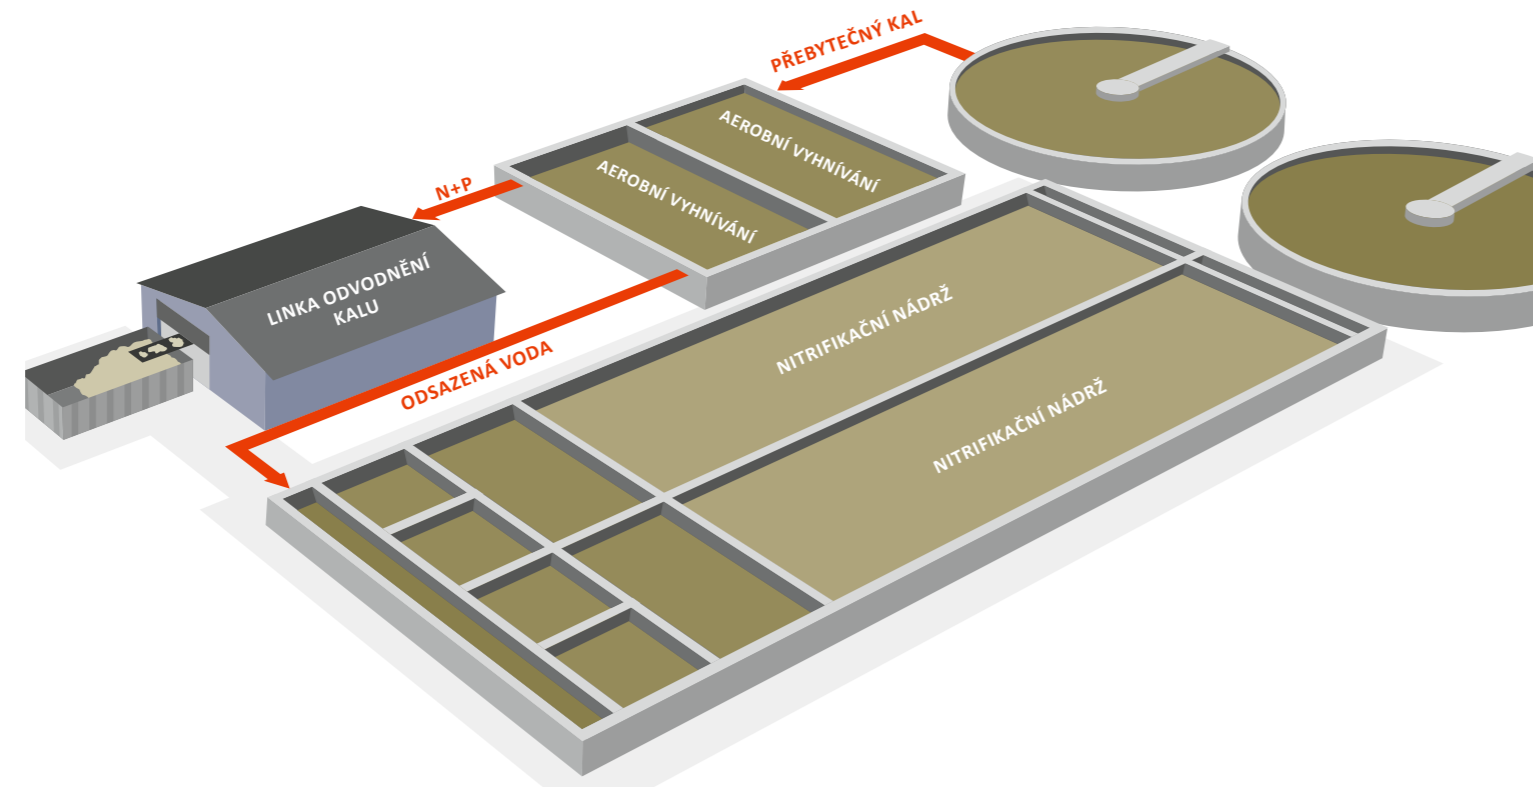 PŘEBYTEČNÝ KAL
AEROBNÍ VYHNÍVÁNÍ
AEROBNÍ VYHNÍVÁNÍ
N+P
LINKA ODVODNĚNÍ
KALU
ODSAZENÁ VODA
NITRIFIKAČNÍ NÁDRŽ
NITRIFIKAČNÍ NÁDRŽ